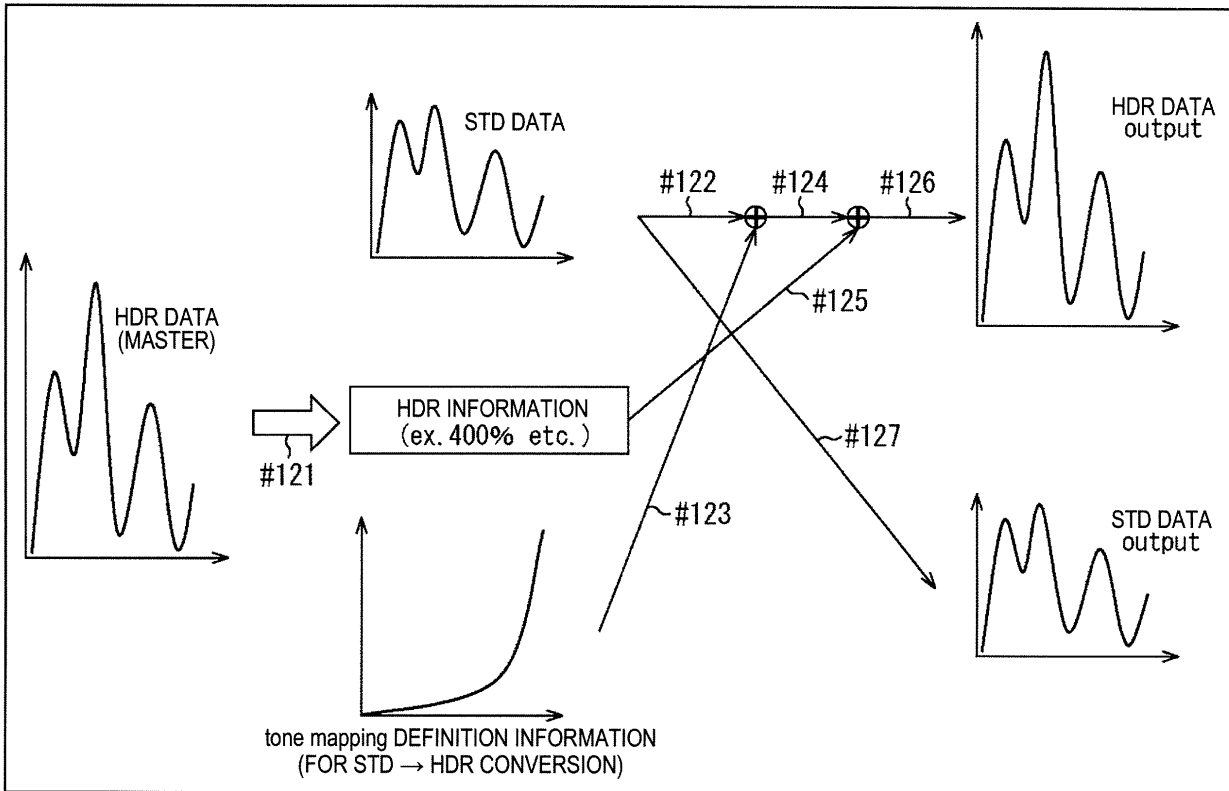 HDR DATA
(MASTER)
#121
STD DATA
HDR INFORMATION
(ex. 400% etc.)
tone mapping DEFINITION INFORMATION
(FOR STD → HDR CONVERSION)
#122
#124
#126
#125
#123
#127
HDR DATA
output
STD DATA
output